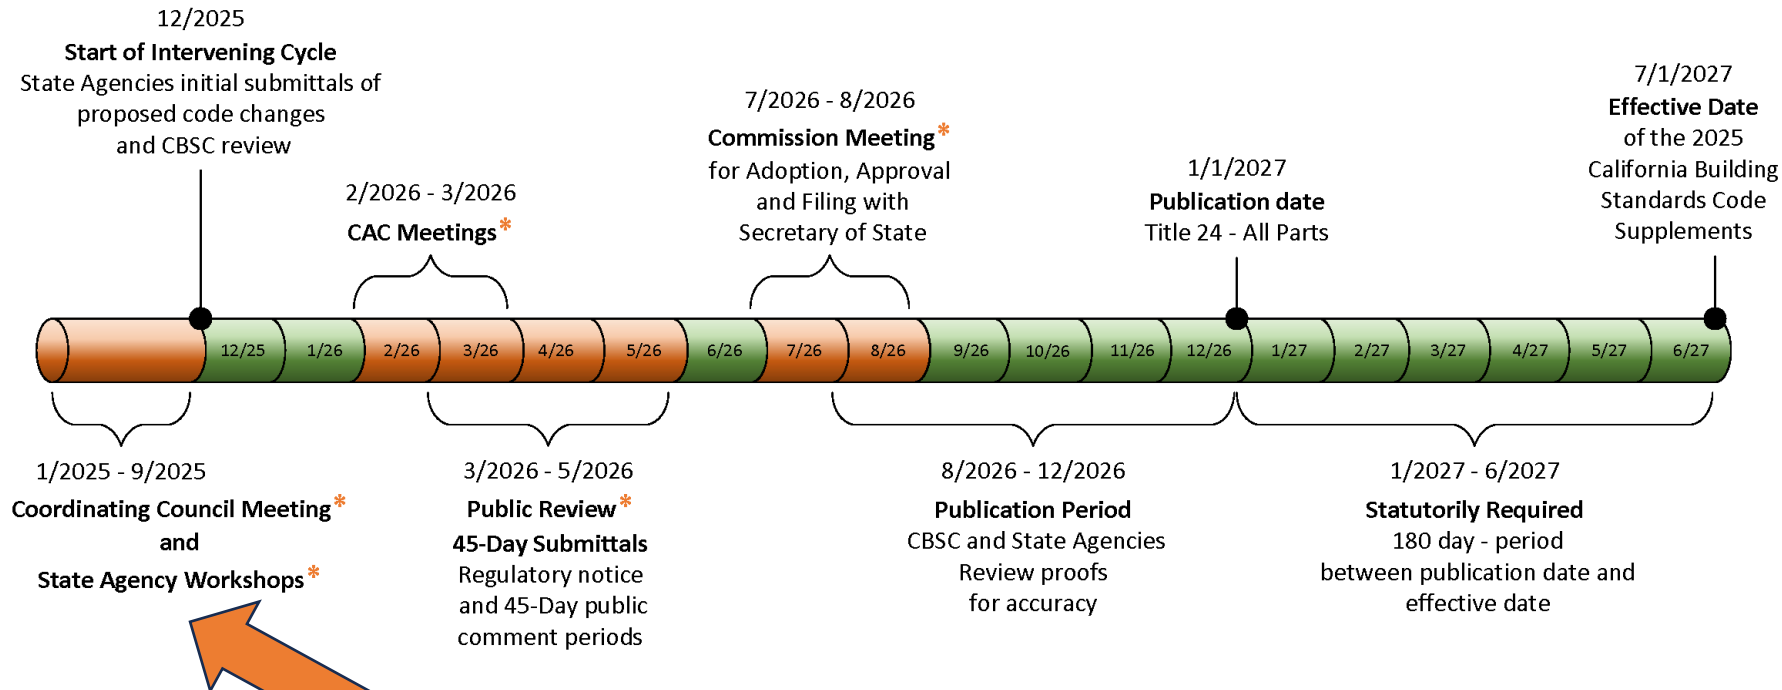 12/2025
Start of Intervening Cycle
State Agencies initial submittals of
proposed code changes
and CBSC review
2/2026 - 3/2026
CAC Meetings*
7/2026 - 8/2026
Commission Meeting*
for Adoption, Approval
and Filing with
Secretary of State
1/1/2027
Publication date
Title 24 - All Parts
7/1/2027
Effective Date
of the 2025
California Building
Standards Code
Supplements
12/25 1/26 2/26 3/26 4/26 5/26 6/26 7/26 8/26 9/26 10/26 11/26 12/26 1/27 2/27 3/27 4/27 5/27 6/27
1/2025 - 9/2025
Coordinating Council Meeting*
and
State Agency Workshops*
3/2026 - 5/2026
Public Review*
45-Day Submittals
Regulatory notice
and 45-Day public
comment periods
8/2026 - 12/2026
Publication Period
CBSC and State Agencies
Review proofs
for accuracy
1/2027 - 6/2027
Statutorily Required
180 day - period
between publication date and
effective date